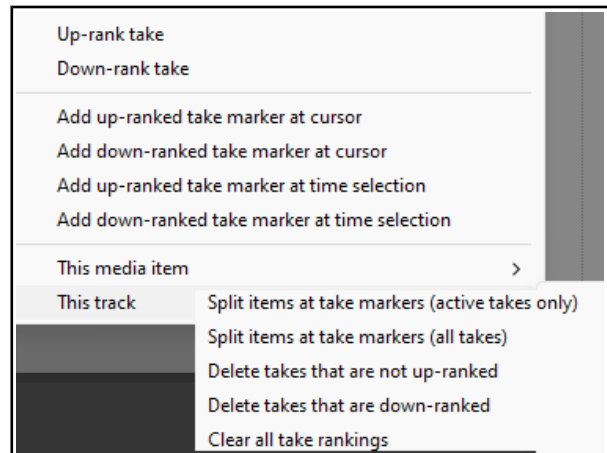 Up-rank take
Down-rank take
Add up-ranked take marker at cursor
Add down-ranked take marker at cursor
Add up-ranked take marker at time selection
Add down-ranked take marker at time selection
This media item
This track
Split items at take markers (active takes only)
Split items at take markers (all takes)
Delete takes that are not up-ranked
Delete takes that are down-ranked
Clear all take rankings